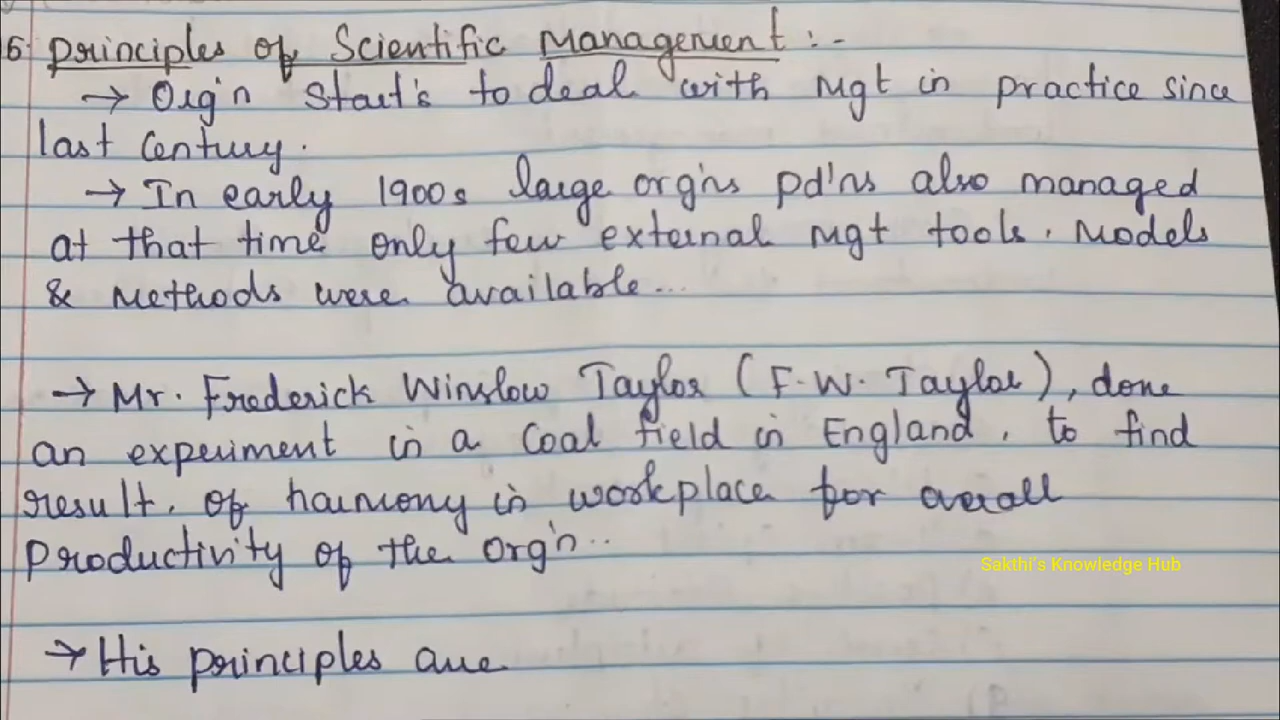 6. Principles of Scientific Management :-
→ Org'n Start's to deal with Mgt in practice since
last Century.
→ In early 1900s large org'ns pd'ns also managed
at that time only few external Mgt tools. Models
& Methods were available...
→ Mr. Frederick Winslow Taylor (F.W. Taylor), done
an experiment in a Coal field in England, to find
result, of harmony in workplace for overall
Productivity of the Org'n..
Sakthi's Knowledge Hub
→ His principles are